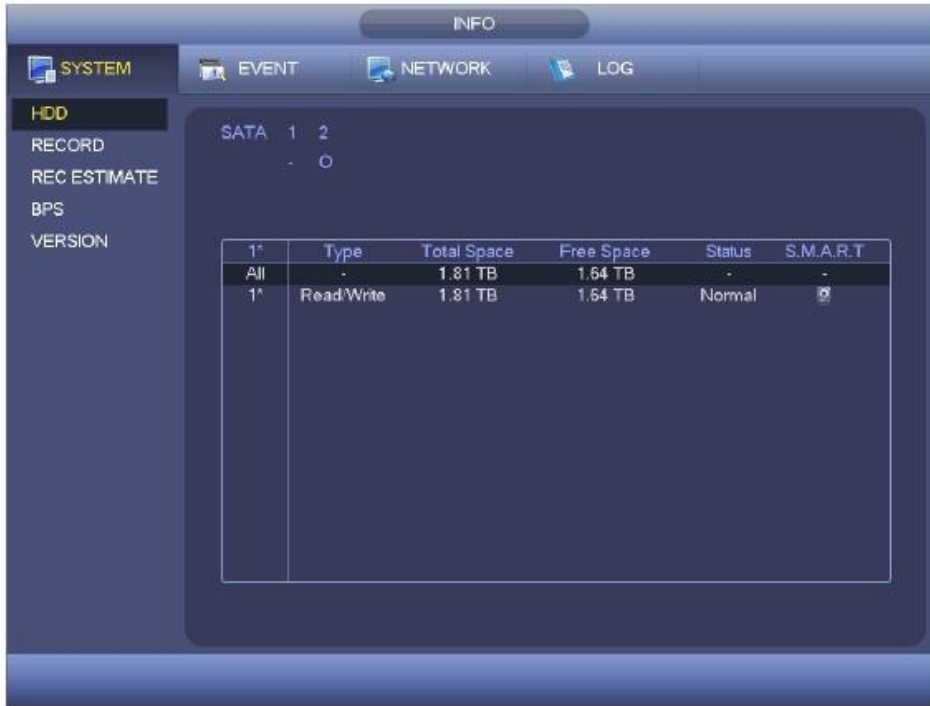 INFO
SYSTEM EVENT NETWORK LOG
HDD
RECORD
REC ESTIMATE
BPS
VERSION
SATA 1 2
- O
1* Type Total Space Free Space Status S.M.A.R.T
All - 1.81 TB 1.64 TB - -
1* Read/Write 1.81 TB 1.64 TB Normal